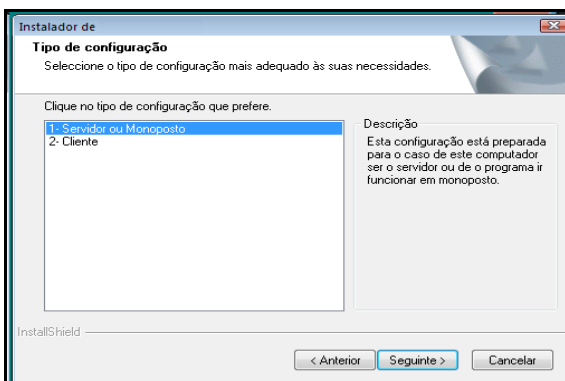 Instalador de
Tipo de configuração
Seleccione o tipo de configuração mais adequado às suas necessidades.
Clique no tipo de configuração que prefere.
1- Servidor ou Monoposto
2- Cliente
Descrição
Esta configuração está preparada
para o caso de este computador
ser o servidor ou de o programa ir
funcionar em monoposto.
InstallShield
< Anterior
Seguinte >
Cancelar